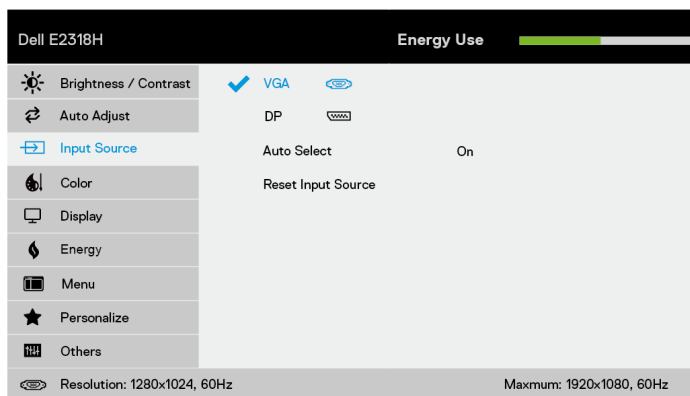 Dell E2318H Energy Use
Brightness / Contrast VGA
Auto Adjust DP
Input Source Auto Select On
Color Reset Input Source
Display
Energy
Menu
Personalize
Others
Resolution: 1280x1024, 60Hz Maxmum: 1920x1080, 60Hz